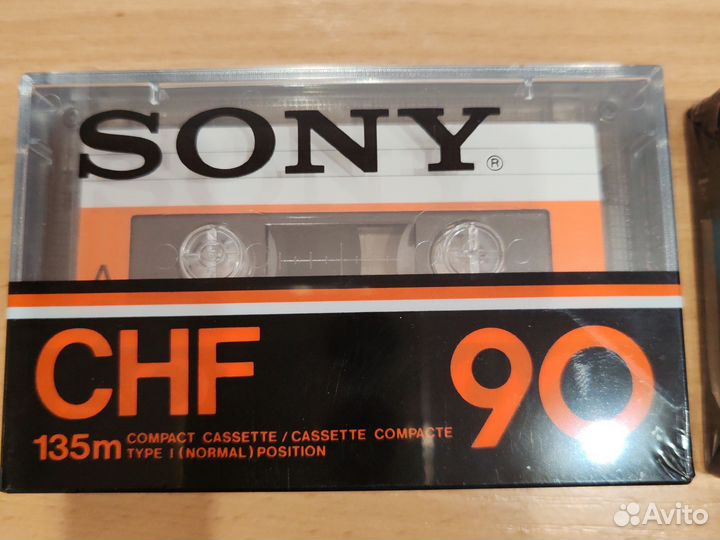 SONY®
A
CHF 90
135m COMPACT CASSETTE / CASSETTE COMPACTE
TYPE I (NORMAL) POSITION
Avito